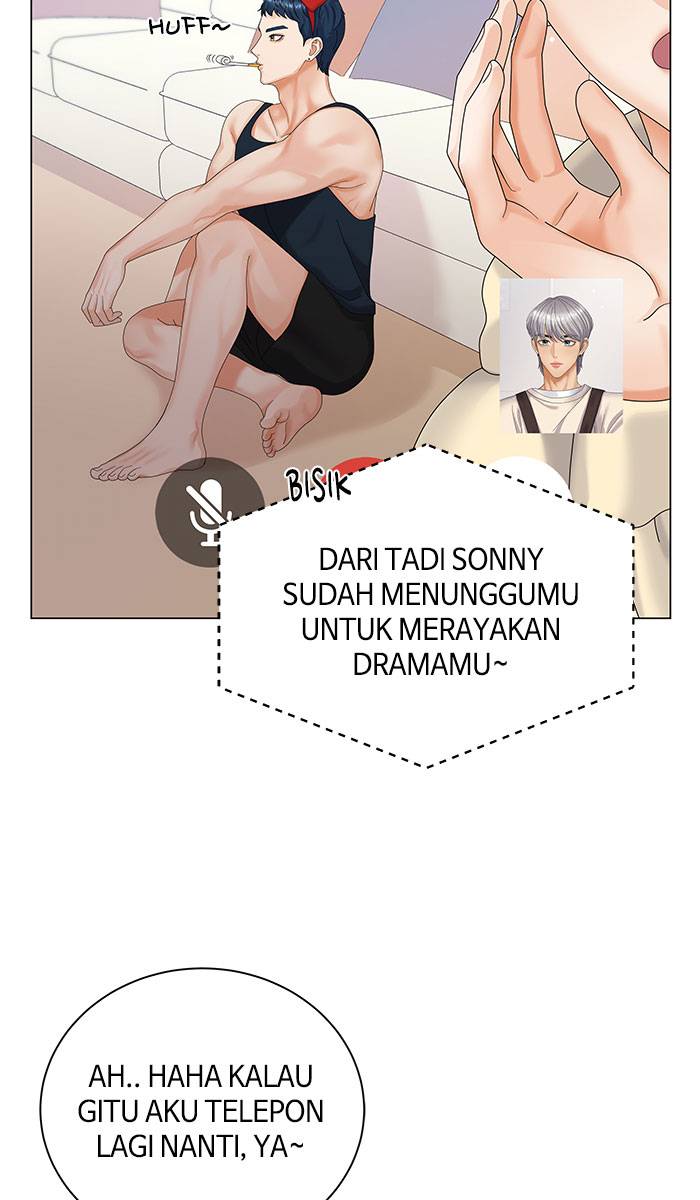 HUFF~
BISIK
DARI TADI SONNY
SUDAH MENUNGGUMU
UNTUK MERAYAKAN
DRAMAMU~
AH.. HAHA KALAU
GITU AKU TELEPON
LAGI NANTI, YA~